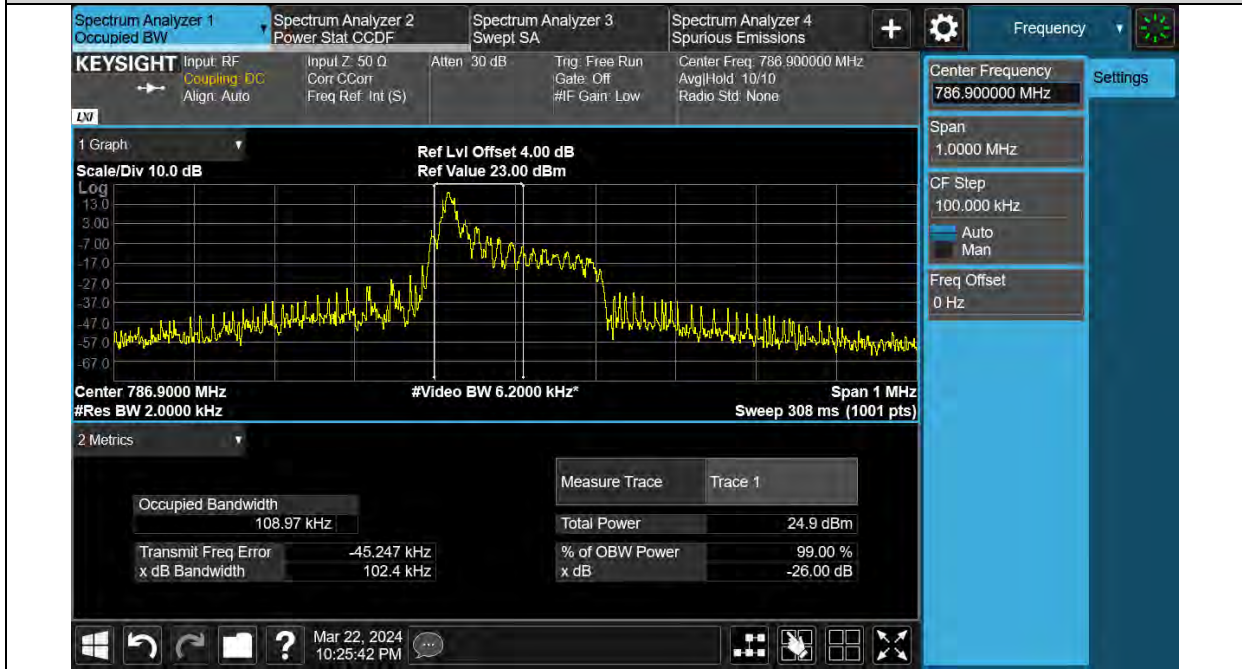 Spectrum Analyzer 1
Occupied BW
Spectrum Analyzer 2
Power Stat CCDF
Spectrum Analyzer 3
Swept SA
Spectrum Analyzer 4
Spurious Emissions
+
Frequency
KEYSIGHT
Input: RF
Coupling: DC
Align: Auto
Input Z: 50 Ω
Corr CCorr
Freq Ref: Int (S)
Atten: 30 dB
Trig: Free Run
Gate: Off
#IF Gain: Low
Center Freq: 786.900000 MHz
Avg|Hold: 10/10
Radio Std: None
LXI
Center Frequency
786.900000 MHz
Settings
Span
1.0000 MHz
CF Step
100.000 kHz
Auto
Man
Freq Offset
0 Hz
1 Graph
Scale/Div 10.0 dB
Ref Lvl Offset 4.00 dB
Ref Value 23.00 dBm
Log
13.0
3.00
-7.00
-17.0
-27.0
-37.0
-47.0
-57.0
-67.0
Center 786.9000 MHz
#Res BW 2.0000 kHz
#Video BW 6.2000 kHz*
Span 1 MHz
Sweep 308 ms (1001 pts)
2 Metrics
Measure Trace Trace 1
Occupied Bandwidth
108.97 kHz
Total Power 24.9 dBm
Transmit Freq Error -45.247 kHz
% of OBW Power 99.00 %
x dB Bandwidth 102.4 kHz
x dB -26.00 dB
?
Mar 22, 2024
10:25:42 PM